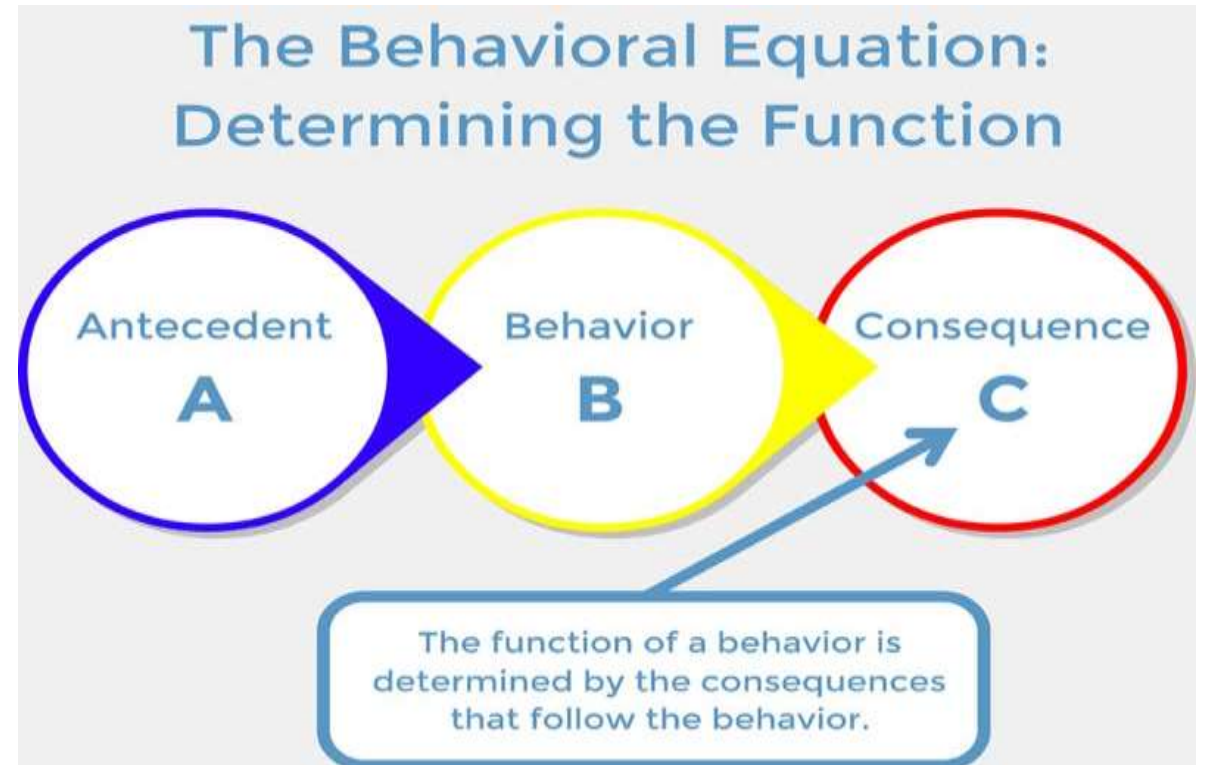 The Behavioral Equation:
Determining the Function
Antecedent
A
Behavior
B
Consequence
C
The function of a behavior is
determined by the consequences
that follow the behavior.